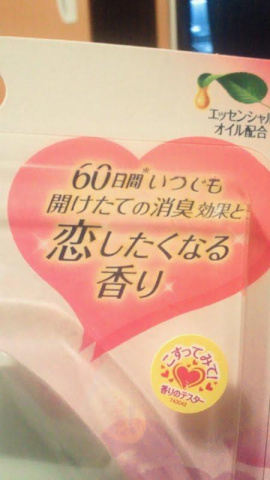 エッセンシャル
オイル配合
60日間*いつでも
開けたての消臭効果と
恋したくなる
香り
こすってみて!
香りのテスター